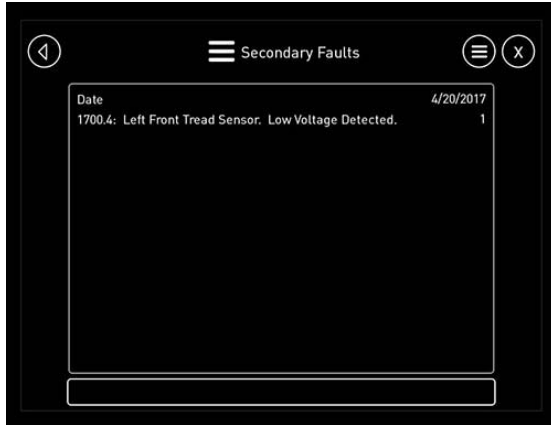 Secondary Faults
X
Date 4/20/2017
1700.4: Left Front Tread Sensor. Low Voltage Detected. 1